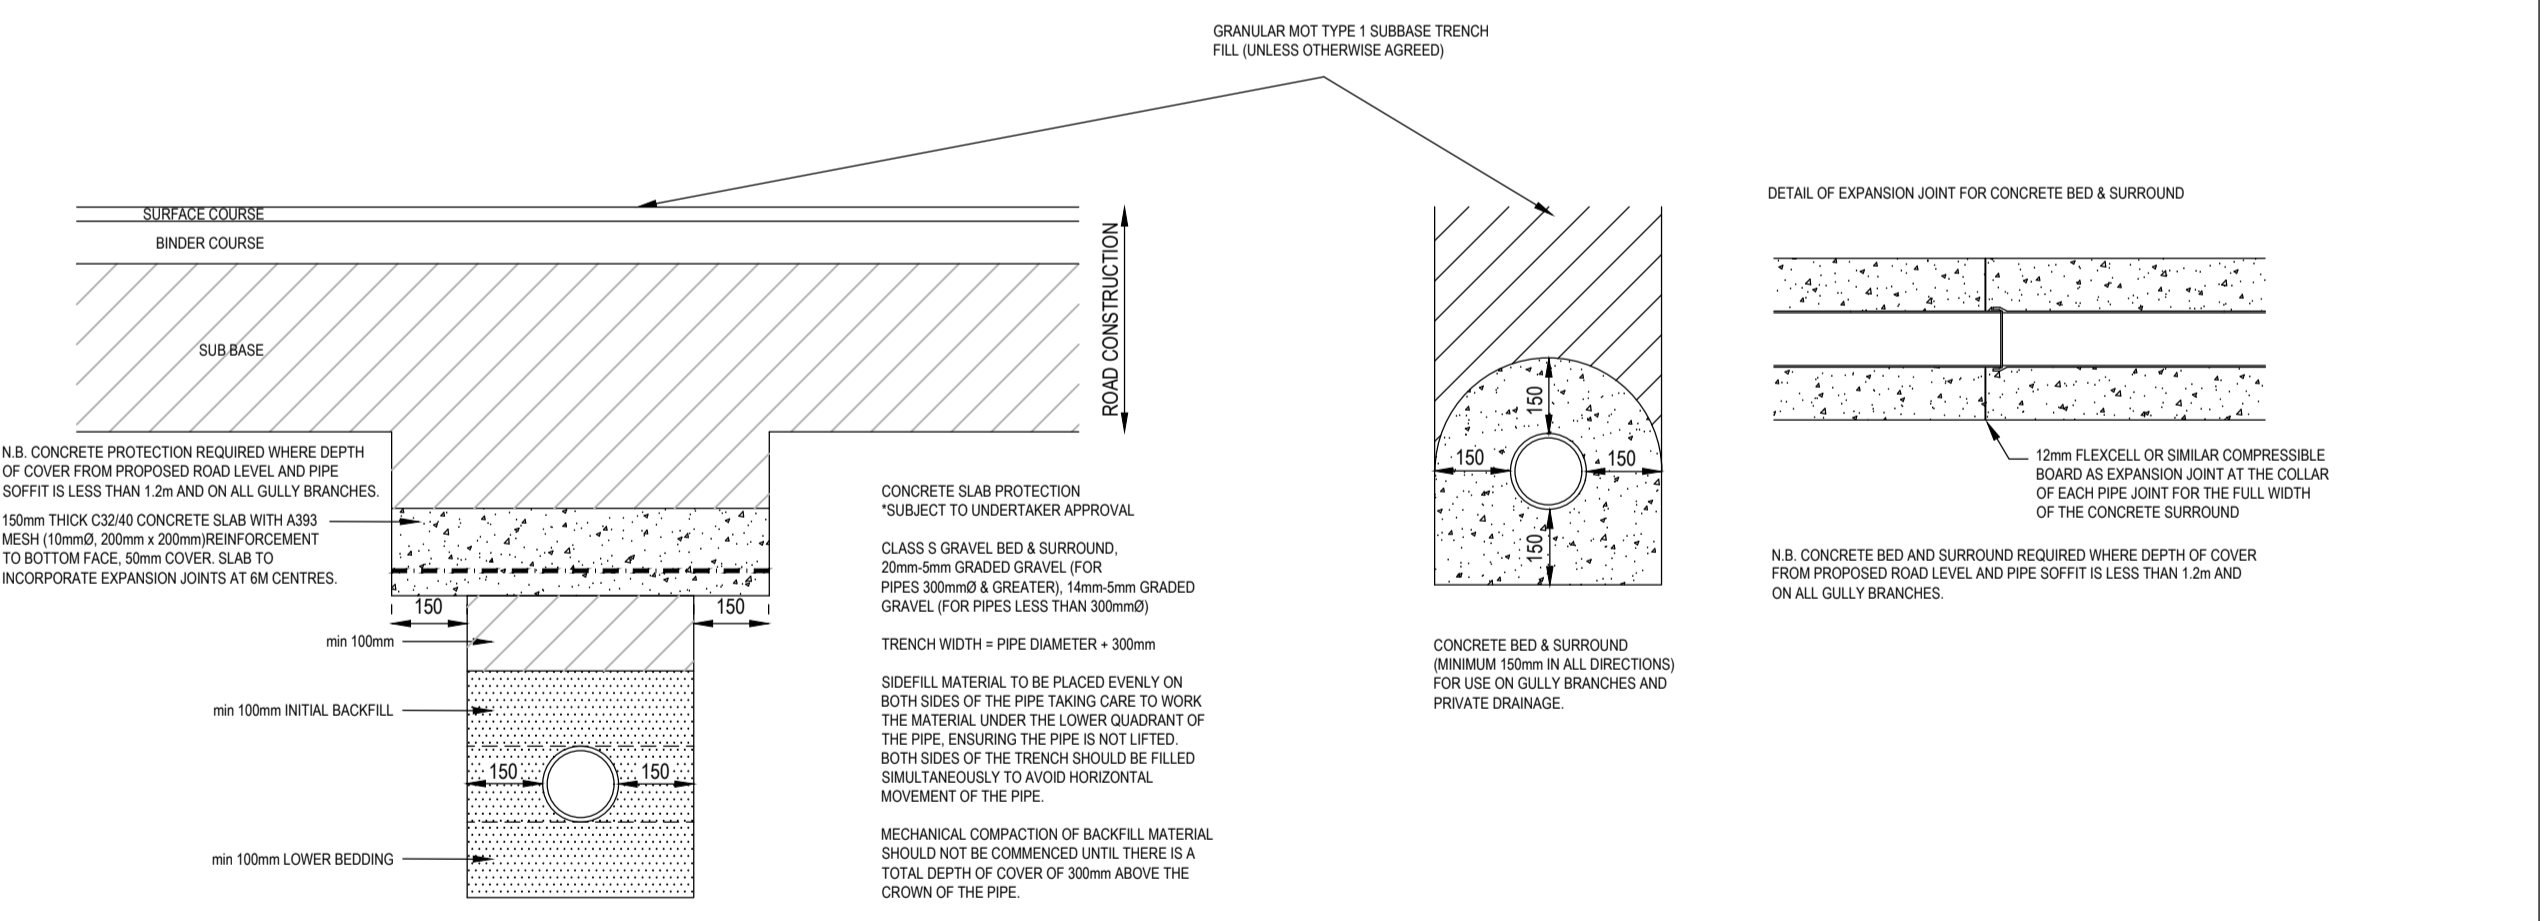 GRANULAR MOT TYPE 1 SUBBASE TRENCH
FILL (UNLESS OTHERWISE AGREED)
SURFACE COURSE
BINDER COURSE
SUB BASE
ROAD CONSTRUCTION
N.B. CONCRETE PROTECTION REQUIRED WHERE DEPTH
OF COVER FROM PROPOSED ROAD LEVEL AND PIPE
SOFFIT IS LESS THAN 1.2m AND ON ALL GULLY BRANCHES.
150mm THICK C32/40 CONCRETE SLAB WITH A393
MESH (10mmØ, 200mm x 200mm)REINFORCEMENT
TO BOTTOM FACE, 50mm COVER. SLAB TO
INCORPORATE EXPANSION JOINTS AT 6M CENTRES.
150
150
min 100mm
min 100mm INITIAL BACKFILL
150
150
min 100mm LOWER BEDDING
CONCRETE SLAB PROTECTION
*SUBJECT TO UNDERTAKER APPROVAL
CLASS S GRAVEL BED & SURROUND,
20mm-5mm GRADED GRAVEL (FOR
PIPES 300mmØ & GREATER), 14mm-5mm GRADED
GRAVEL (FOR PIPES LESS THAN 300mmØ)
TRENCH WIDTH = PIPE DIAMETER + 300mm
SIDEFILL MATERIAL TO BE PLACED EVENLY ON
BOTH SIDES OF THE PIPE TAKING CARE TO WORK
THE MATERIAL UNDER THE LOWER QUADRANT OF
THE PIPE, ENSURING THE PIPE IS NOT LIFTED.
BOTH SIDES OF THE TRENCH SHOULD BE FILLED
SIMULTANEOUSLY TO AVOID HORIZONTAL
MOVEMENT OF THE PIPE.
MECHANICAL COMPACTION OF BACKFILL MATERIAL
SHOULD NOT BE COMMENCED UNTIL THERE IS A
TOTAL DEPTH OF COVER OF 300mm ABOVE THE
CROWN OF THE PIPE.
150
150
150
150
CONCRETE BED & SURROUND
(MINIMUM 150mm IN ALL DIRECTIONS)
FOR USE ON GULLY BRANCHES AND
PRIVATE DRAINAGE.
DETAIL OF EXPANSION JOINT FOR CONCRETE BED & SURROUND
12mm FLEXCELL OR SIMILAR COMPRESSIBLE
BOARD AS EXPANSION JOINT AT THE COLLAR
OF EACH PIPE JOINT FOR THE FULL WIDTH
OF THE CONCRETE SURROUND
N.B. CONCRETE BED AND SURROUND REQUIRED WHERE DEPTH OF COVER
FROM PROPOSED ROAD LEVEL AND PIPE SOFFIT IS LESS THAN 1.2m AND
ON ALL GULLY BRANCHES.